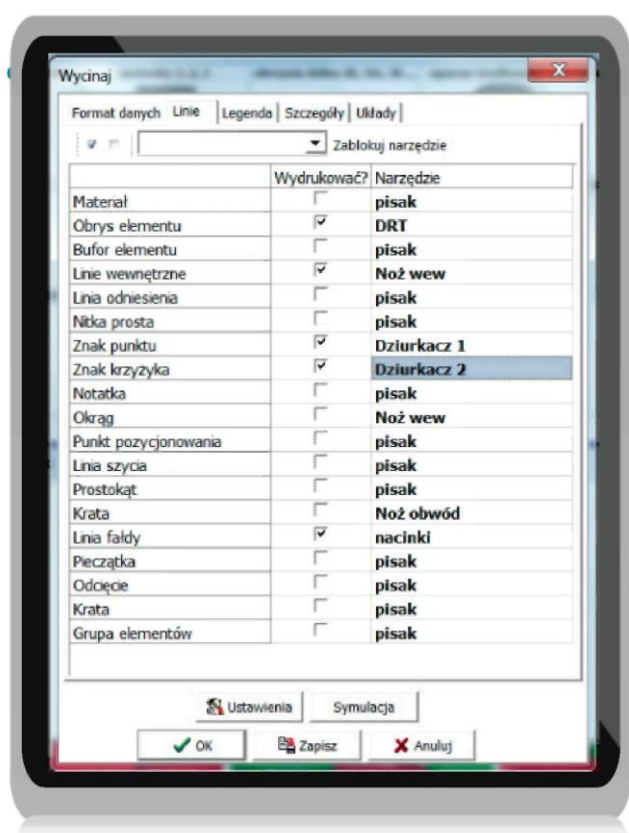 Wycinaj
Format danych Linie Legenda Szczegóły Układy
Zablokuj narzędzie
Wydrukować? Narzędzie
Materiał pisak
Obrys elementu DRT
Bufor elementu pisak
Linie wewnętrzne Noż wew
Linia odniesienia pisak
Nitka prosta pisak
Znak punktu Dziurkacz 1
Znak krzyżyka Dziurkacz 2
Notatka pisak
Okrąg Noż wew
Punkt pozycjonowania pisak
Linia szycia pisak
Prostokąt pisak
Krata Noż obwód
Linia fałdy nacinki
Pieczątka pisak
Odcięcie pisak
Krata pisak
Grupa elementów pisak
Ustawienia Symulacja
OK Zapisz Anuluj